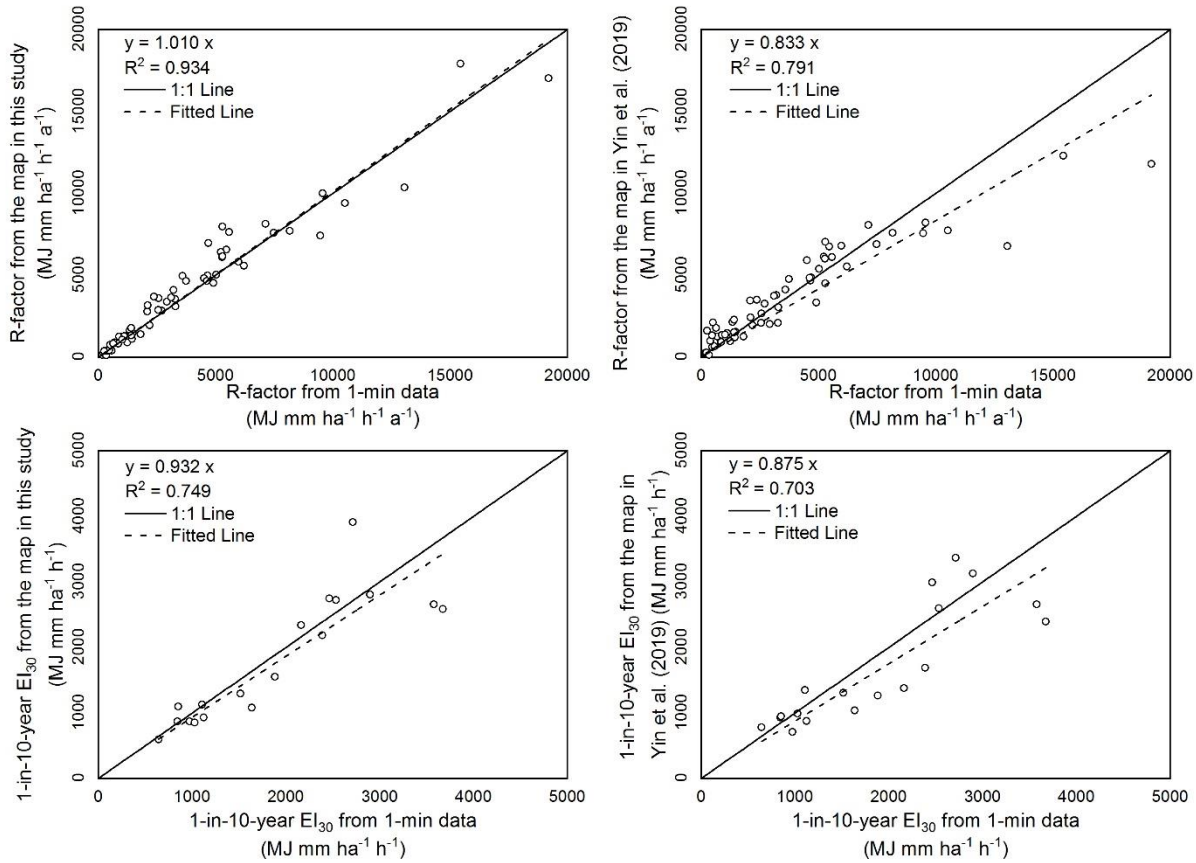 y = 1.010 x
R² = 0.934
1:1 Line
Fitted Line
R-factor from the map in this study
(MJ mm ha⁻¹ h⁻¹ a⁻¹)
0
5000
10000
15000
20000
0
5000
10000
15000
20000
R-factor from 1-min data
(MJ mm ha⁻¹ h⁻¹ a⁻¹)
y = 0.833 x
R² = 0.791
1:1 Line
Fitted Line
R-factor from the map in Yin et al. (2019)
(MJ mm ha⁻¹ h⁻¹ a⁻¹)
0
5000
10000
15000
20000
0
5000
10000
15000
20000
R-factor from 1-min data
(MJ mm ha⁻¹ h⁻¹ a⁻¹)
y = 0.932 x
R² = 0.749
1:1 Line
Fitted Line
1-in-10-year EI₃₀ from the map in this study
(MJ mm ha⁻¹ h⁻¹)
0
1000
2000
3000
4000
5000
0
1000
2000
3000
4000
5000
1-in-10-year EI₃₀ from 1-min data
(MJ mm ha⁻¹ h⁻¹)
y = 0.875 x
R² = 0.703
1:1 Line
Fitted Line
1-in-10-year EI₃₀ from the map in
Yin et al. (2019) (MJ mm ha⁻¹ h⁻¹)
0
1000
2000
3000
4000
5000
0
1000
2000
3000
4000
5000
1-in-10-year EI₃₀ from 1-min data
(MJ mm ha⁻¹ h⁻¹)